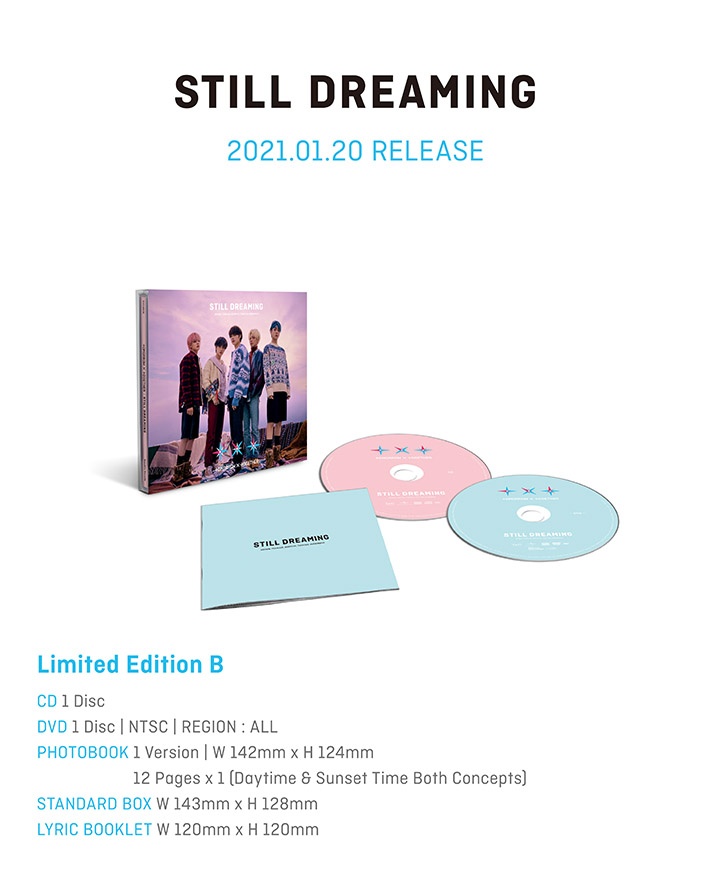 STILL DREAMING
2021.01.20 RELEASE
STILL DREAMING
STILL DREAMING
STILL DREAMING
STILL DREAMING
Limited Edition B
CD 1 Disc
DVD 1 Disc | NTSC | REGION : ALL
PHOTOBOOK 1 Version | W 142mm x H 124mm
12 Pages x 1 (Daytime & Sunset Time Both Concepts)
STANDARD BOX W 143mm x H 128mm
LYRIC BOOKLET W 120mm x H 120mm